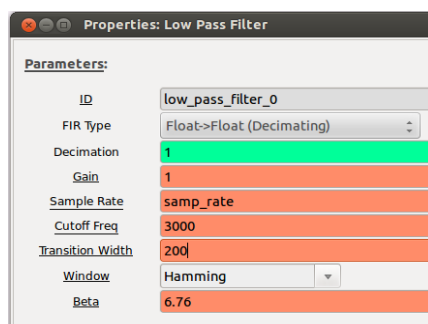 Properties: Low Pass Filter
Parameters:
ID low_pass_filter_0
FIR Type Float->Float (Decimating)
Decimation 1
Gain 1
Sample Rate samp_rate
Cutoff Freq 3000
Transition Width 200
Window Hamming
Beta 6.76